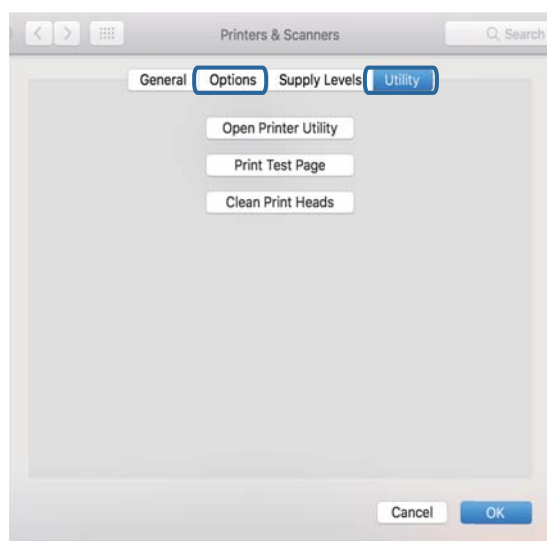 Printers & Scanners Search
General Options Supply Levels Utility
Open Printer Utility
Print Test Page
Clean Print Heads
Cancel OK